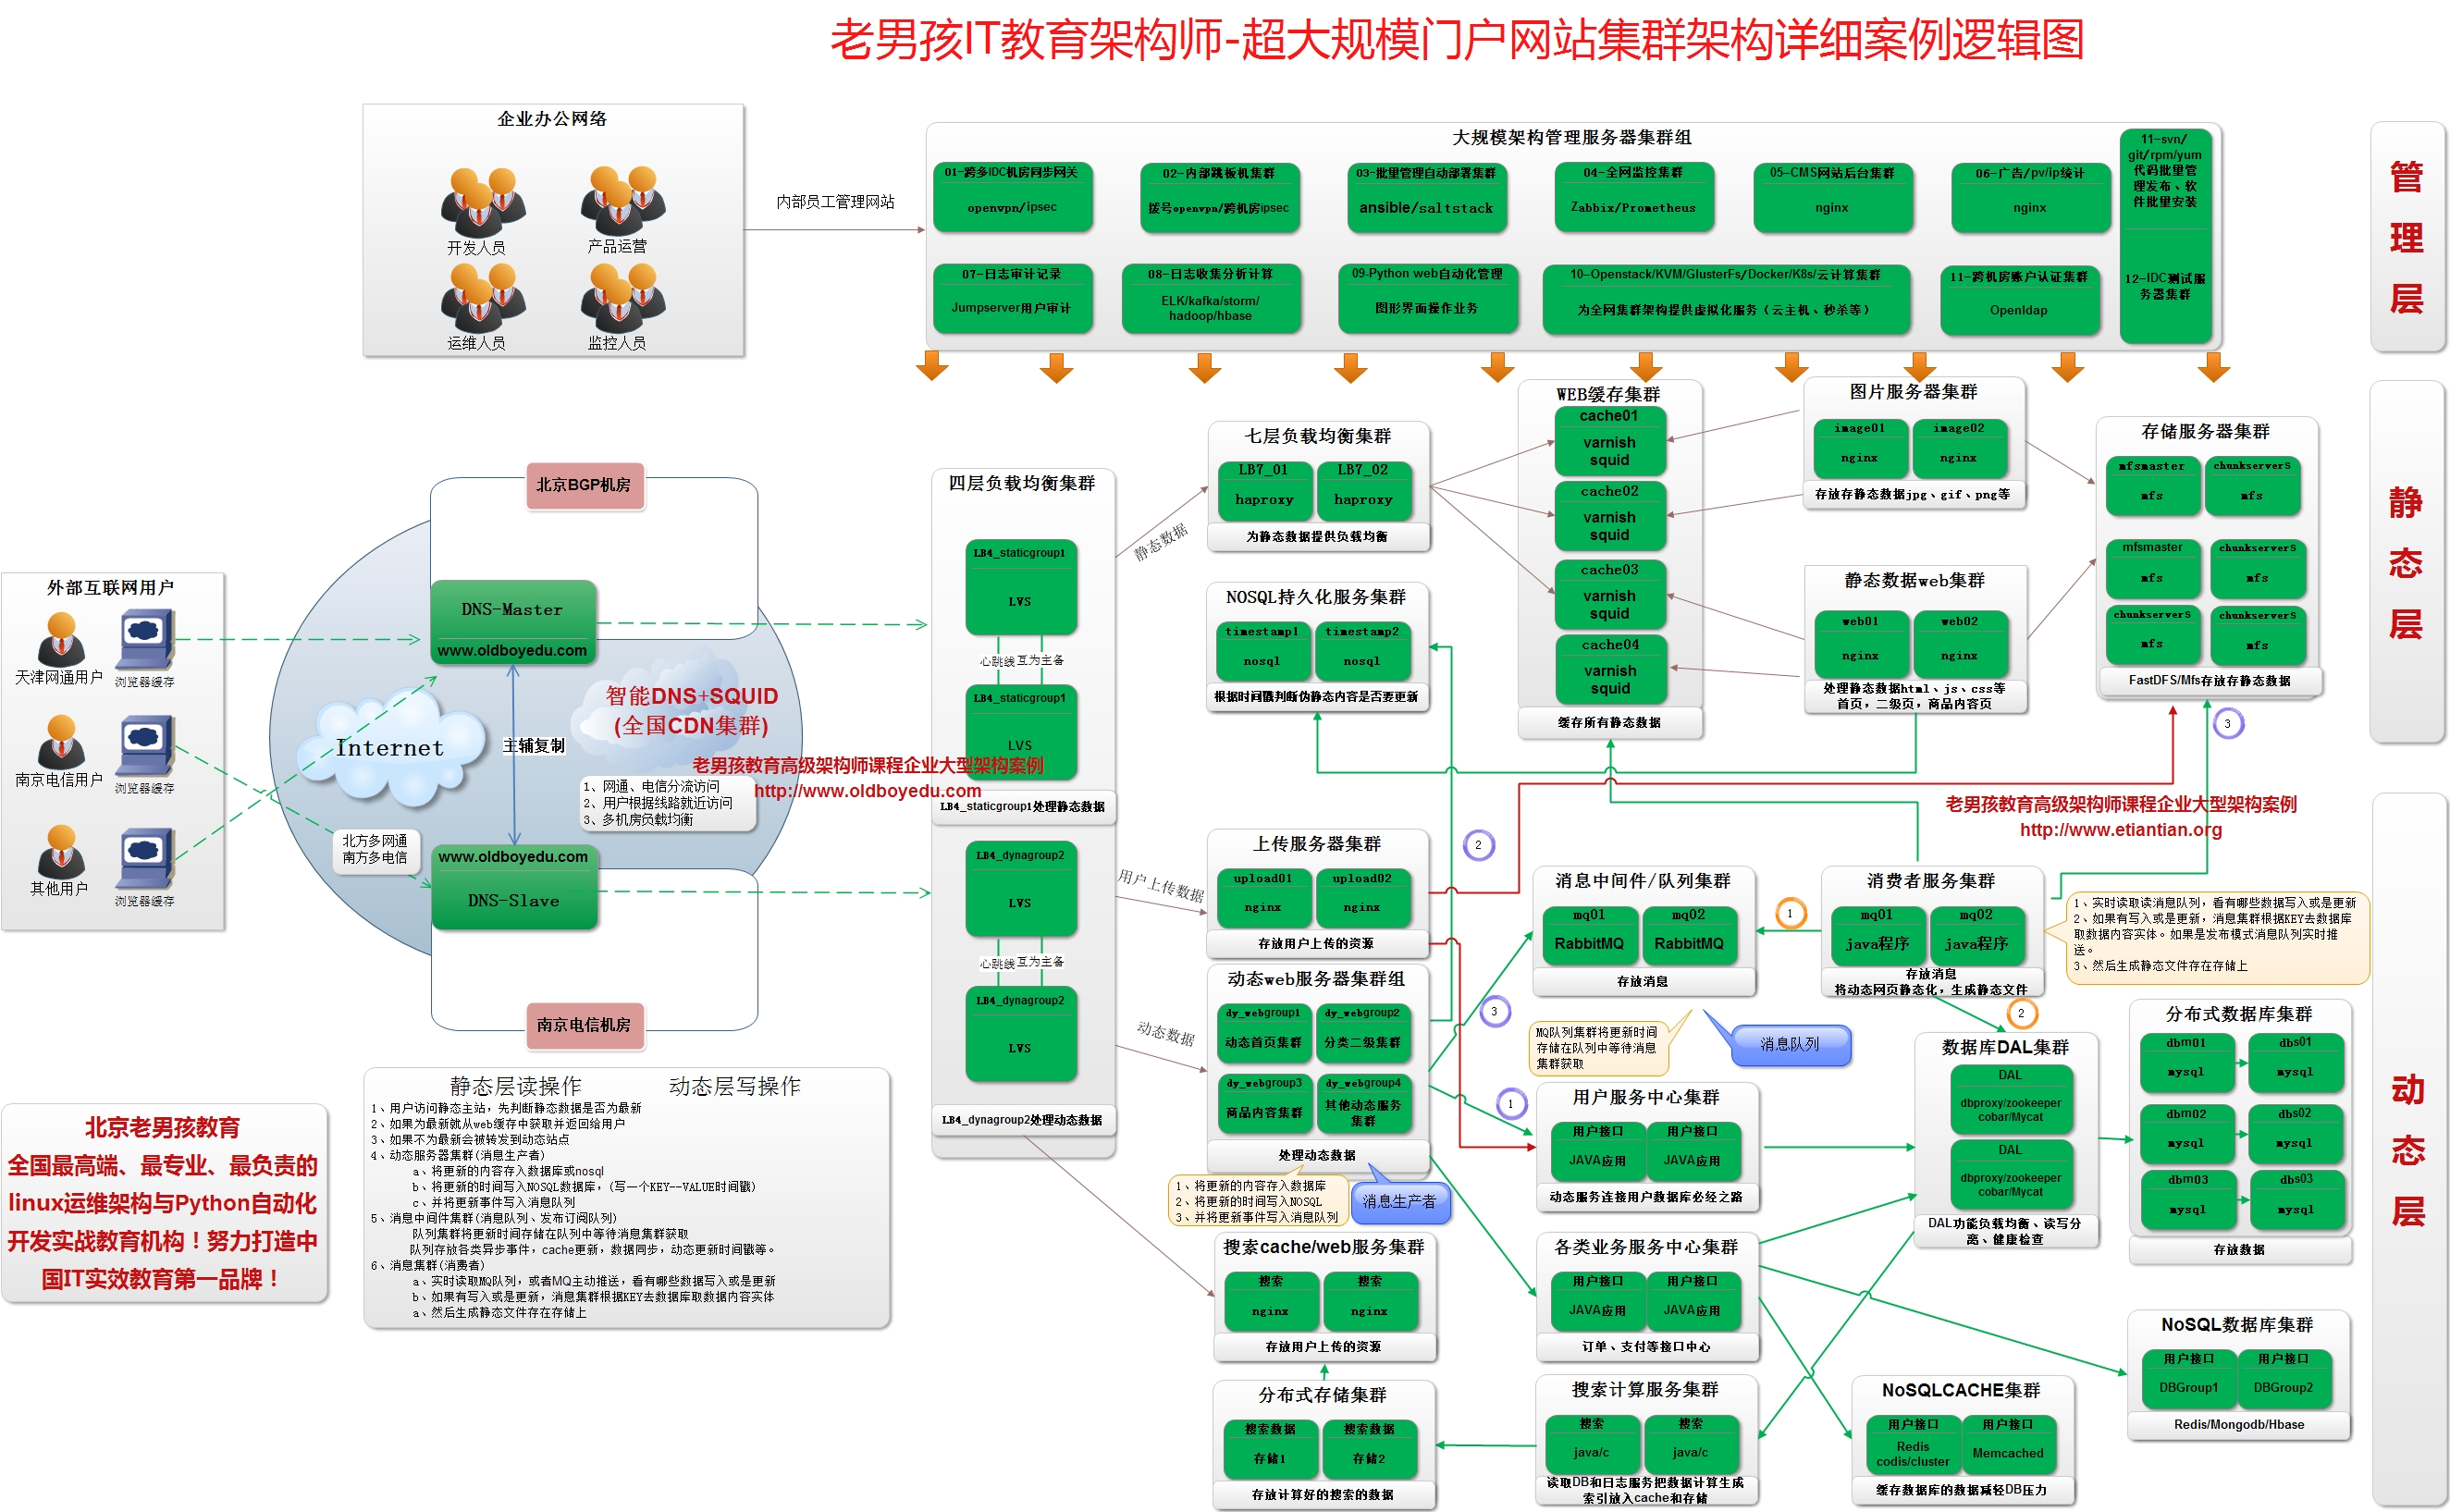 老男孩IT教育架构师-超大规模门户网站集群架构详细案例逻辑图
企业办公网络
开发人员
产品运营
运维人员
监控人员
内部员工管理网站
大规模架构管理服务器集群组
01-跨多IDC机房同步网关
openvpn/ipsec
02-内部跳板机集群
拨号openvpn/跨机房ipsec
03-批量管理自动部署集群
ansible/saltstack
04-全网监控集群
Zabbix/Prometheus
05-CMS网站后台集群
nginx
06-广告/pv/ip统计
nginx
07-日志审计记录
Jumpserver用户审计
08-日志收集分析计算
ELK/kafka/storm/
hadoop/hbase
09-Python web自动化管理
图形界面操作业务
10-Openstack/KVM/GlusterFs/Docker/K8s/云计算集群
为全网集群架构提供虚拟化服务（云主机、秒杀等）
11-跨机房账户认证集群
Openldap
11-svn/
git/rpm/yum
代码批量管
理发布、软
件批量安装
12-IDC测试服
务器集群
管
理
层
外部互联网用户
天津网通用户
浏览器缓存
南京电信用户
浏览器缓存
其他用户
浏览器缓存
北京BGP机房
DNS-Master
www.oldboyedu.com
Internet
主辅复制
智能DNS+SQUID
(全国CDN集群)
1、网通、电信分流访问
2、用户根据线路就近访问
3、多机房负载均衡
北方多网通
南方多电信
www.oldboyedu.com
DNS-Slave
南京电信机房
老男孩教育高级架构师课程企业大型架构案例
http://www.oldboyedu.com
四层负载均衡集群
LB4_staticgroup1
LVS
心跳线
互为主备
LB4_staticgroup1
LVS
LB4_staticgroup1处理静态数据
LB4_dynagroup2
LVS
心跳线
互为主备
LB4_dynagroup2
LVS
LB4_dynagroup2处理动态数据
静态数据
用户上传数据
动态数据
七层负载均衡集群
LB7_01
haproxy
LB7_02
haproxy
为静态数据提供负载均衡
NOSQL持久化服务集群
timestamp1
nosql
timestamp2
nosql
根据时间戳判断伪静态内容是否要更新
WEB缓存集群
cache01
varnish
squid
cache02
varnish
squid
cache03
varnish
squid
cache04
varnish
squid
缓存所有静态数据
图片服务器集群
image01
nginx
image02
nginx
存放存静态数据jpg、gif、png等
静态数据web集群
web01
nginx
web02
nginx
处理静态数据html、js、css等
首页，二级页，商品内容页
存储服务器集群
mfsmaster
mfs
chunkserverS
mfs
mfsmaster
mfs
chunkserverS
mfs
chunkserverS
mfs
chunkserverS
mfs
FastDFS/Mfs存放存静态数据
3
静
态
层
老男孩教育高级架构师课程企业大型架构案例
http://www.etiantian.org
上传服务器集群
upload01
nginx
upload02
nginx
存放用户上传的资源
2
动态web服务器集群组
dy_webgroup1
动态首页集群
dy_webgroup2
分类二级集群
dy_webgroup3
商品内容集群
dy_webgroup4
其他动态服务
集群
处理动态数据
1、将更新的内容存入数据库
2、将更新的时间写入NOSQL
3、并将更新事件写入消息队列
消息生产者
3
1
消息中间件/队列集群
mq01
RabbitMQ
mq02
RabbitMQ
存放消息
MQ队列集群将更新时间
存储在队列中等待消息
集群获取
消息队列
1
消费者服务集群
mq01
java程序
mq02
java程序
存放消息
将动态网页静态化，生成静态文件
2
1、实时读取读消息队列，看有哪些数据写入或是更新
2、如果有写入或是更新，消息集群根据KEY去数据库
取数据内容实体。如果是发布模式消息队列实时推
送。
3、然后生成静态文件存在存储上
用户服务中心集群
用户接口
JAVA应用
用户接口
JAVA应用
动态服务连接用户数据库必经之路
各类业务服务中心集群
用户接口
JAVA应用
用户接口
JAVA应用
订单、支付等接口中心
数据库DAL集群
DAL
dbproxy/zookeeper
cobar/Mycat
DAL
dbproxy/zookeeper
cobar/Mycat
DAL功能负载均衡、读写分
离、健康检查
分布式数据库集群
dbm01
mysql
dbs01
mysql
dbm02
mysql
dbs02
mysql
dbm03
mysql
dbs03
mysql
存放数据
动
态
层
搜索cache/web服务集群
搜索
nginx
搜索
nginx
存放用户上传的资源
分布式存储集群
搜索数据
存储1
搜索数据
存储2
存放计算好的搜索的数据
搜索计算服务集群
搜索
java/c
搜索
java/c
读取DB和日志服务把数据计算生成
索引放入cache和存储
NoSQLCACHE集群
用户接口
Redis
codis/cluster
用户接口
Memcached
缓存数据库的数据减轻DB压力
NoSQL数据库集群
用户接口
DBGroup1
用户接口
DBGroup2
Redis/Mongodb/Hbase
北京老男孩教育
全国最高端、最专业、最负责的
linux运维架构与Python自动化
开发实战教育机构！努力打造中
国IT实效教育第一品牌！
静态层读操作 动态层写操作
1、用户访问静态主站，先判断静态数据是否为最新
2、如果为最新就从web缓存中获取并返回给用户
3、如果不为最新会被转发到动态站点
4、动态服务器集群(消息生产者)
a、将更新的内容存入数据库或nosql
b、将更新的时间写入NOSQL数据库，(写一个KEY--VALUE时间戳)
c、并将更新事件写入消息队列
5、消息中间件集群(消息队列、发布订阅队列)
队列集群将更新时间存储在队列中等待消息集群获取
队列存放各类异步事件，cache更新，数据同步，动态更新时间戳等。
6、消息集群(消费者)
a、实时读取MQ队列，或者MQ主动推送，看有哪些数据写入或是更新
b、如果有写入或是更新，消息集群根据KEY去数据库取数据内容实体
a、然后生成静态文件存在存储上